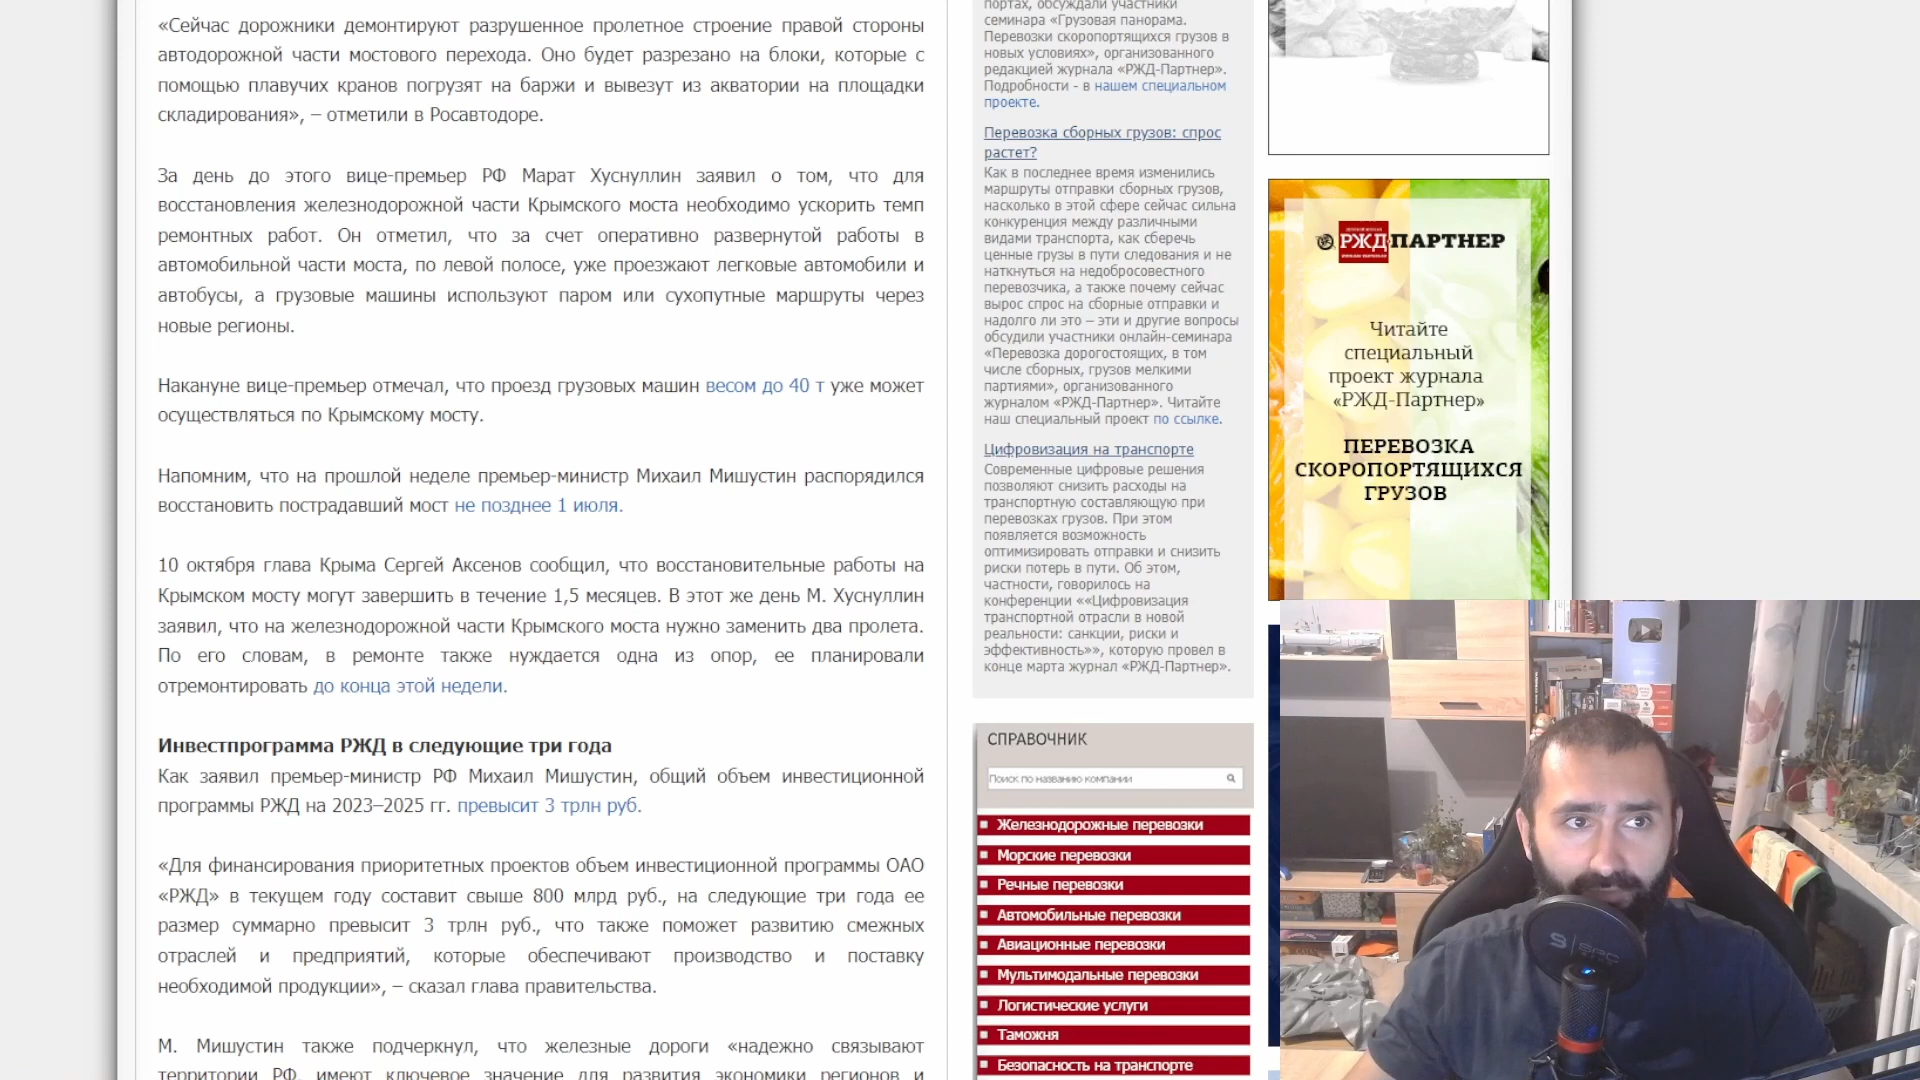 «Сейчас дорожники демонтируют разрушенное пролетное строение правой стороны
автодорожной части мостового перехода. Оно будет разрезано на блоки, которые с
помощью плавучих кранов погрузят на баржи и вывезут из акватории на площадки
складирования», – отметили в Росавтодоре.
За день до этого вице-премьер РФ Марат Хуснуллин заявил о том, что для
восстановления железнодорожной части Крымского моста необходимо ускорить темп
ремонтных работ. Он отметил, что за счет оперативно развернутой работы в
автомобильной части моста, по левой полосе, уже проезжают легковые автомобили и
автобусы, а грузовые машины используют паром или сухопутные маршруты через
новые регионы.
Накануне вице-премьер отмечал, что проезд грузовых машин весом до 40 т уже может
осуществляться по Крымскому мосту.
Напомним, что на прошлой неделе премьер-министр Михаил Мишустин распорядился
восстановить пострадавший мост не позднее 1 июля.
10 октября глава Крыма Сергей Аксенов сообщил, что восстановительные работы на
Крымском мосту могут завершить в течение 1,5 месяцев. В этот же день М. Хуснуллин
заявил, что на железнодорожной части Крымского моста нужно заменить два пролета.
По его словам, в ремонте также нуждается одна из опор, ее планировали
отремонтировать до конца этой недели.
Инвестпрограмма РЖД в следующие три года
Как заявил премьер-министр РФ Михаил Мишустин, общий объем инвестиционной
программы РЖД на 2023–2025 гг. превысит 3 трлн руб.
«Для финансирования приоритетных проектов объем инвестиционной программы ОАО
«РЖД» в текущем году составит свыше 800 млрд руб., на следующие три года ее
размер суммарно превысит 3 трлн руб., что также поможет развитию смежных
отраслей и предприятий, которые обеспечивают производство и поставку
необходимой продукции», – сказал глава правительства.
М. Мишустин также подчеркнул, что железные дороги «надежно связывают
территории РФ, имеют ключевое значение для развития экономики регионов и
портах, обсуждали участники
семинара «Грузовая панорама.
Перевозки скоропортящихся грузов в
новых условиях», организованного
редакцией журнала «РЖД-Партнер».
Подробности - в нашем специальном
проекте.
Перевозка сборных грузов: спрос
растет?
Как в последнее время изменились
маршруты отправки сборных грузов,
насколько в этой сфере сейчас сильна
конкуренция между различными
видами транспорта, как сберечь
ценные грузы в пути следования и не
наткнуться на недобросовестного
перевозчика, а также почему сейчас
вырос спрос на сборные отправки и
надолго ли это – эти и другие вопросы
обсудили участники онлайн-семинара
«Перевозка дорогостоящих, в том
числе сборных, грузов мелкими
партиями», организованного
журналом «РЖД-Партнер». Читайте
наш специальный проект по ссылке.
Цифровизация на транспорте
Современные цифровые решения
позволяют снизить расходы на
транспортную составляющую при
перевозках грузов. При этом
появляется возможность
оптимизировать отправки и снизить
риски потерь в пути. Об этом,
частности, говорилось на
конференции ««Цифровизация
транспортной отрасли в новой
реальности: санкции, риски и
эффективность»», которую провел в
конце марта журнал «РЖД-Партнер».
СПРАВОЧНИК
Поиск по названию компании
Железнодорожные перевозки
Морские перевозки
Речные перевозки
Автомобильные перевозки
Авиационные перевозки
Мультимодальные перевозки
Логистические услуги
Таможня
Безопасность на транспорте
РЖД ПАРТНЕР
Читайте
специальный
проект журнала
«РЖД-Партнер»
ПЕРЕВОЗКА
СКОРОПОРТЯЩИХСЯ
ГРУЗОВ